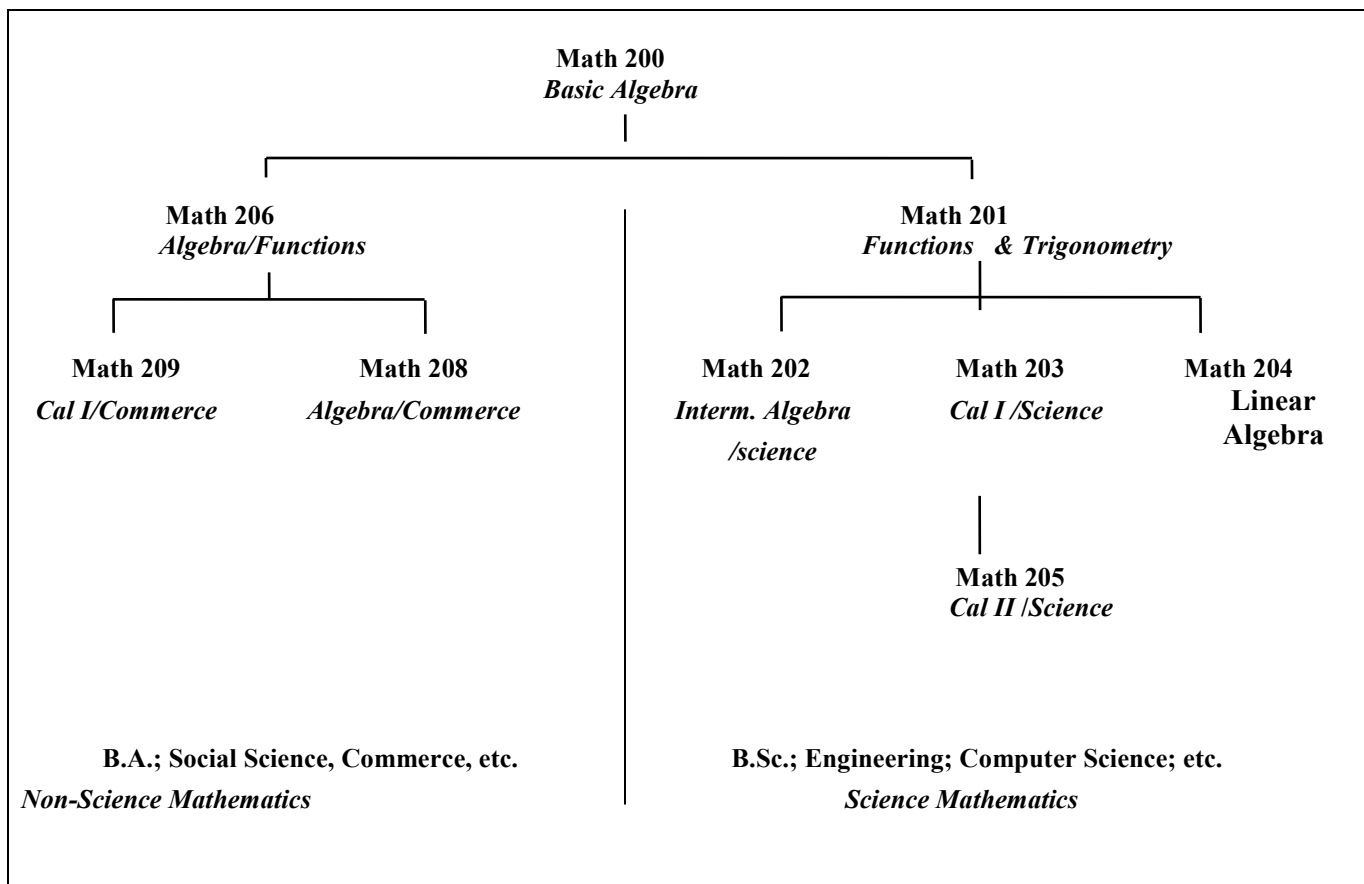 Math 200
Basic Algebra
Math 206
Algebra/Functions
Math 201
Functions & Trigonometry
Math 209
Cal I/Commerce
Math 208
Algebra/Commerce
Math 202
Interm. Algebra
/science
Math 203
Cal I /Science
Math 204
Linear
Algebra
Math 205
Cal II /Science
B.A.; Social Science, Commerce, etc.
Non-Science Mathematics
B.Sc.; Engineering; Computer Science; etc.
Science Mathematics